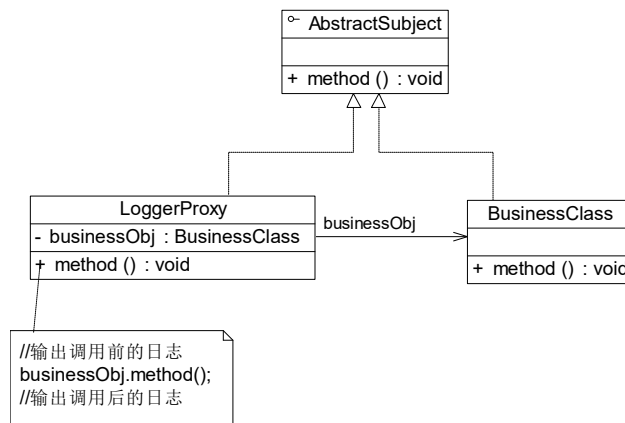 AbstractSubject
+ method () : void
LoggerProxy
- businessObj : BusinessClass
+ method () : void
businessObj
BusinessClass
+ method () : void
//输出调用前的日志
businessObj.method();
//输出调用后的日志